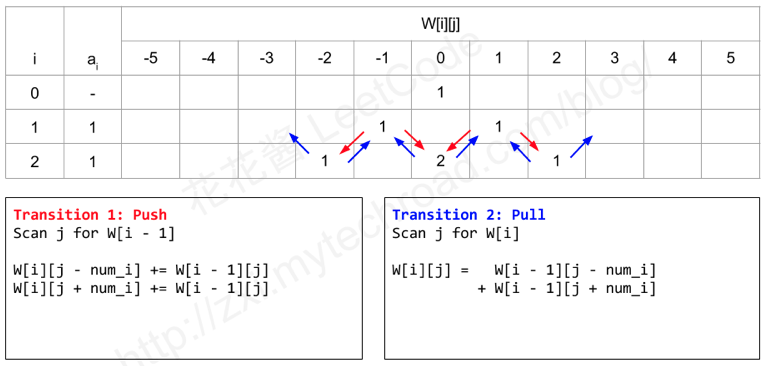 W[i][j]
i a_i -5 -4 -3 -2 -1 0 1 2 3 4 5
0 - 1
1 1 1 1
2 1 1 2 1
Transition 1: Push
Scan j for W[i - 1]
W[i][j - num_i] += W[i - 1][j]
W[i][j + num_i] += W[i - 1][j]
Transition 2: Pull
Scan j for W[i]
W[i][j] = W[i - 1][j - num_i]
+ W[i - 1][j + num_i]
花花酱 LeetCode
http://zxi.mytechroad.com/blog/